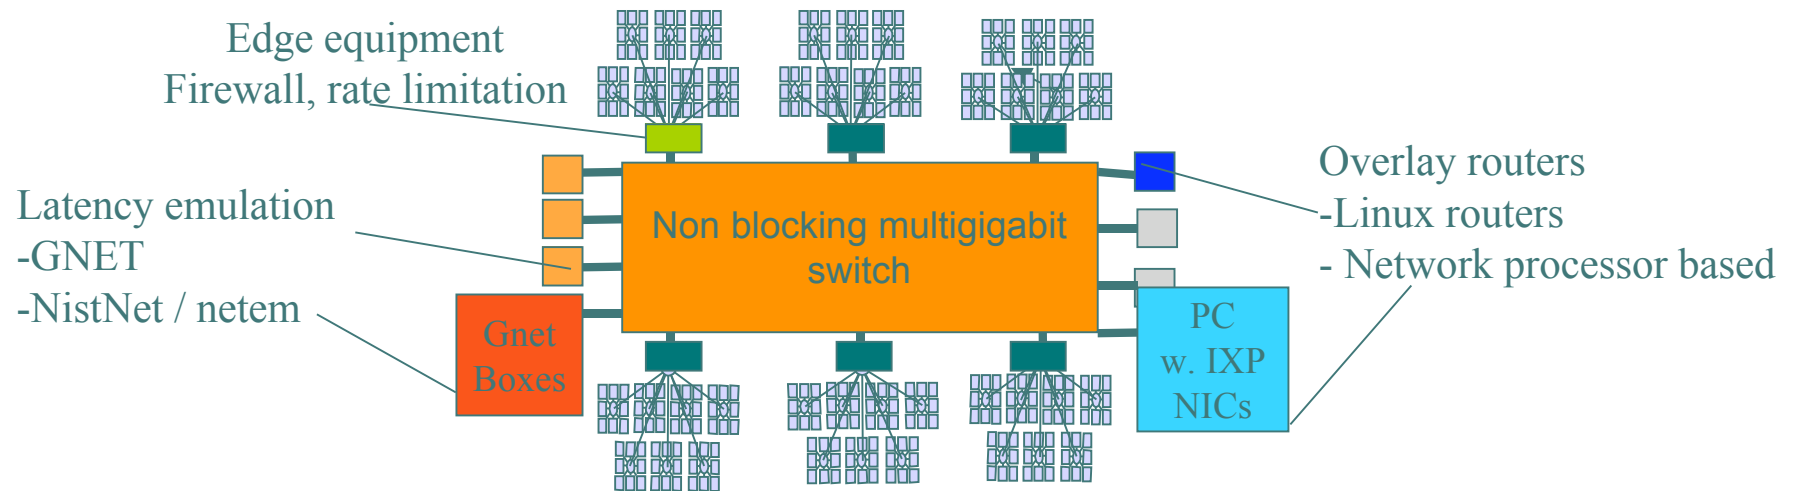 Edge equipment
Firewall, rate limitation
Latency emulation
-GNET
-NistNet / netem
Gnet
Boxes
Non blocking multigigabit
switch
Overlay routers
-Linux routers
- Network processor based
PC
w. IXP
NICs